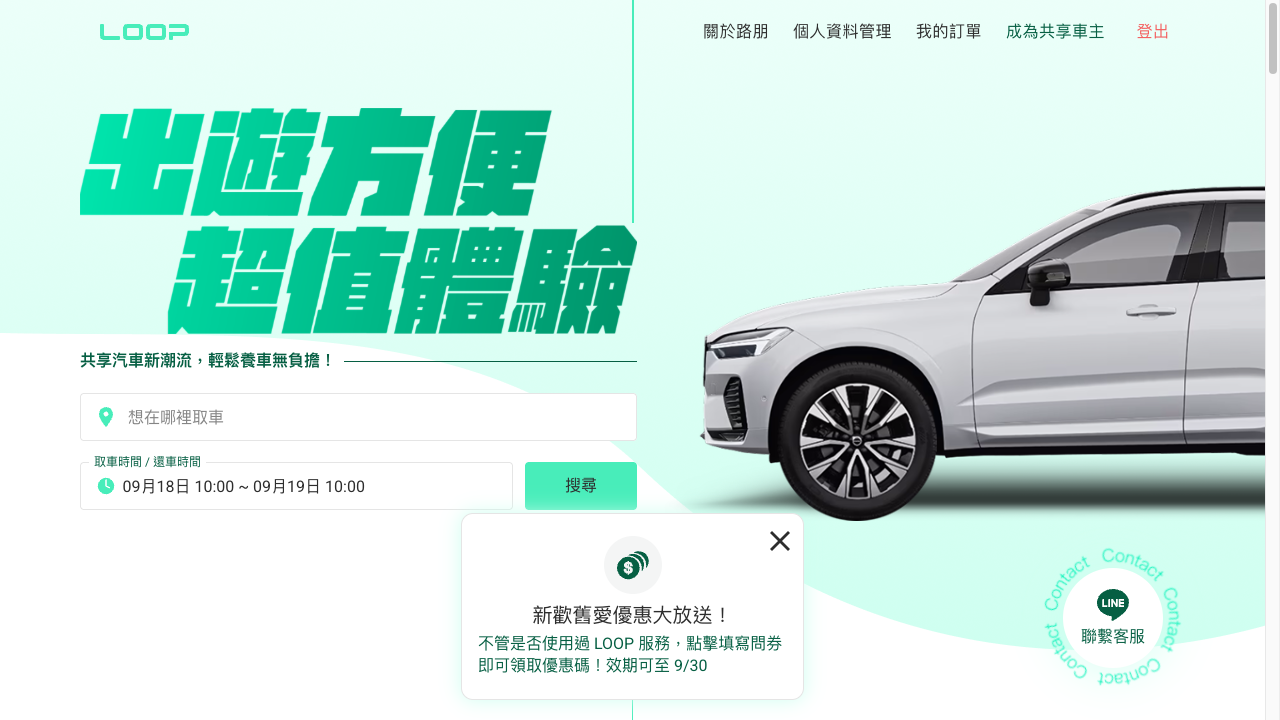 LOOP
關於路朋
個人資料管理
我的訂單
成為共享車主
登出
出遊方便
超值體驗
共享汽車新潮流，輕鬆養車無負擔！
想在哪裡取車
取車時間 / 還車時間
09月18日 10:00 ~ 09月19日 10:00
搜尋
$
新歡舊愛優惠大放送！
不管是否使用過 LOOP 服務，點擊填寫問券
即可領取優惠碼！效期可至 9/30
Contact Contact Contact Contact Contact Contact
LINE
聯繫客服